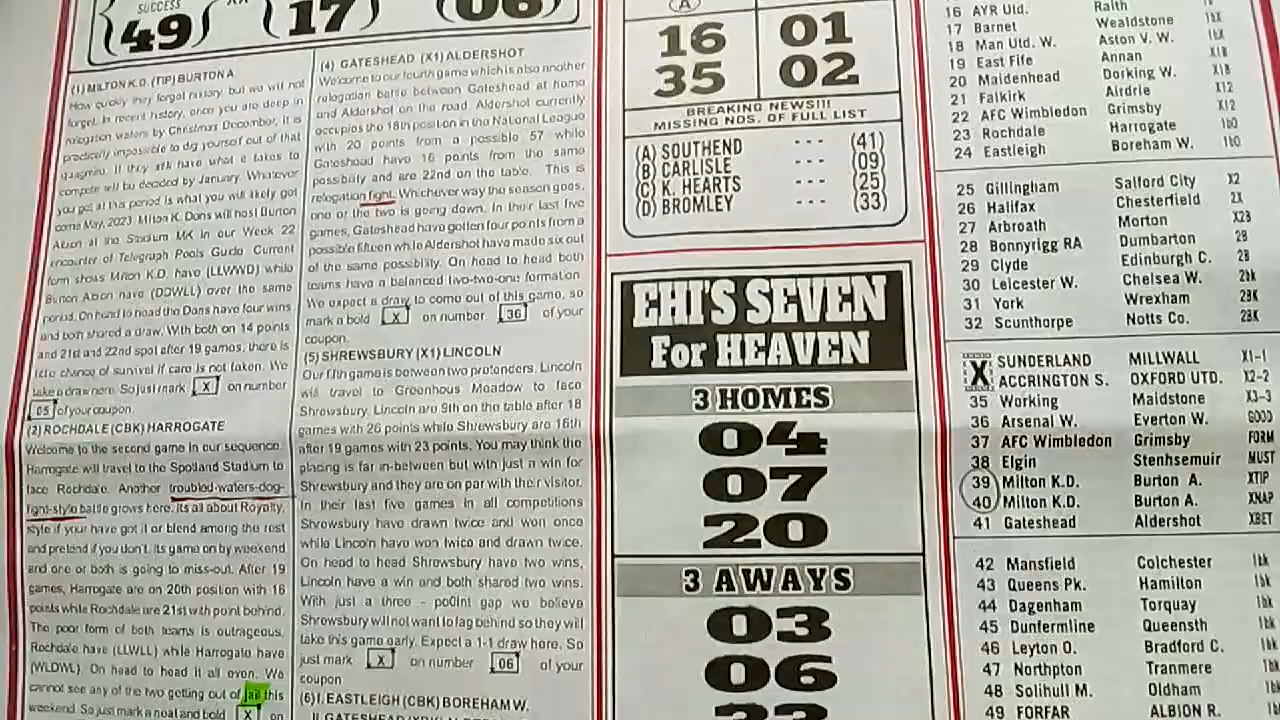 SUCCESS
49
17
06
(1) MILTON K.D. (TIP) BURTON A
How quickly they forget history, but we will not
forget. In recent history, once you are deep in
relegation waters by Christmas December, it is
practically impossible to dig yourself out of that
quagmire. If they still have what it takes to
compete will be decided by January. Whatever
you get at this period is what you will likely get
come May, 2023. Milton K. Dons will host Burton
Abion at the Stadium MK in our Week 22
encounter of Telegraph Pools Guide. Current
form shows Milton K.D. have (LLWWD) while
Burton Abion have (DDWLL) over the same
period. On head to head the Dons have four wins
and both shared a draw. With both on 14 points
and 21st and 22nd spot after 19 games, there is
little chance of survival if care is not taken. We
take a draw here. So just mark X on number
05 of your coupon.
(2) ROCHDALE (CBK) HARROGATE
Welcome to the second game in our sequence.
Harrogate will travel to the Spotland Stadium to
face Rochdale. Another troubled-waters-dog-
fight-style battle grows here. Its all about Royalty,
style if your have got it or blend among the rest
and pretend if you don't. Its game on by weekend
and one or both is going to miss-out. After 19
games, Harrogate are on 20th position with 16
points while Rochdale are 21st with point behind.
The poor form of both teams is outrageous.
Rochdale have (LLWLL) while Harrogate have
(WLDWL). On head to head it all even. We
cannot see any of the two getting out of jail this
weekend. So just mark a neat and bold X on
(4) GATESHEAD (X1) ALDERSHOT
Welcome to our fourth game which is also another
relegation battle between Gateshead at home
and Aldershot on the road. Aldershot currently
occupies the 18th position in the National League
with 20 points from a possible 57 while
Gateshead have 16 points from the same
possibility and are 22nd on the table. This is
relegation fight. Whichever way the season goes,
one or the two is going down. In their last five
games, Gateshead have gotten four points from a
possible fifteen while Aldershot have made six out
of the same possiblity. On head to head both
teams have a balanced two-two-one formation.
We expect a draw to come out of this game, so
mark a bold X on number 36 of your
coupon.
(5) SHREWSBURY (X1) LINCOLN
Our fifth game is between two pretenders. Lincoln
will travel to Greenhous Meadow to face
Shrewsbury. Lincoln are 9th on the table after 18
games with 26 points while Shrewsbury are 16th
after 19 games with 23 points. You may think the
placing is far in-between but with just a win for
Shrewsbury and they are on par with their visitor.
In their last five games in all competitions
Shrewsbury have drawn twice and won once
while Lincoln have won twice and drawn twice.
On head to head Shrewsbury have two wins,
Lincoln have a win and both shared two wins.
With just a three - po0int gap we believe
Shrewsbury will not want to lag behind so they will
take this game early. Expect a 1-1 draw here. So
just mark X on number 06 of your
coupon
(6) I. EASTLEIGH (CBK) BOREHAM W.
(A)
16 01
35 02
BREAKING NEWS!!!
MISSING NDS. OF FULL LIST
(A) SOUTHEND --- (41)
(B) CARLISLE --- (09)
(C) K. HEARTS --- (25)
(D) BROMLEY --- (33)
EHI'S SEVEN
For HEAVEN
3 HOMES
04
07
20
3 AWAYS
03
06
16 AYR Utd. Raith
17 Barnet Wealdstone 1bX
18 Man Utd. W. Aston V. W. 1bX
19 East Fife Annan X1B
20 Maidenhead Dorking W. X1B
21 Falkirk Airdrie X12
22 AFC Wimbledon Grimsby X12
23 Rochdale Harrogate 1b0
24 Eastleigh Boreham W. 1b0
25 Gillingham Salford City X2
26 Halifax Chesterfield 2X
27 Arbroath Morton X2B
28 Bonnyrigg RA Dumbarton 2B
29 Clyde Edinburgh C. 2B
30 Leicester W. Chelsea W. 2bk
31 York Wrexham 2BK
32 Scunthorpe Notts Co. 2BK
X SUNDERLAND MILLWALL X1-1
ACCRINGTON S. OXFORD UTD. X2-2
35 Working Maidstone X3-3
36 Arsenal W. Everton W. GOOD
37 AFC Wimbledon Grimsby FORM
38 Elgin Stenhsemuir MUST
39 Milton K.D. Burton A. XTIP
40 Milton K.D. Burton A. XNAP
41 Gateshead Aldershot XBET
42 Mansfield Colchester 1bk
43 Queens Pk. Hamilton 1bk
44 Dagenham Torquay 1bk
45 Dunfermline Queensth 1bk
46 Leyton O. Bradford C. 1bk
47 Northpton Tranmere 1bk
48 Solihull M. Oldham 1bk
49 FORFAR ALBION R.